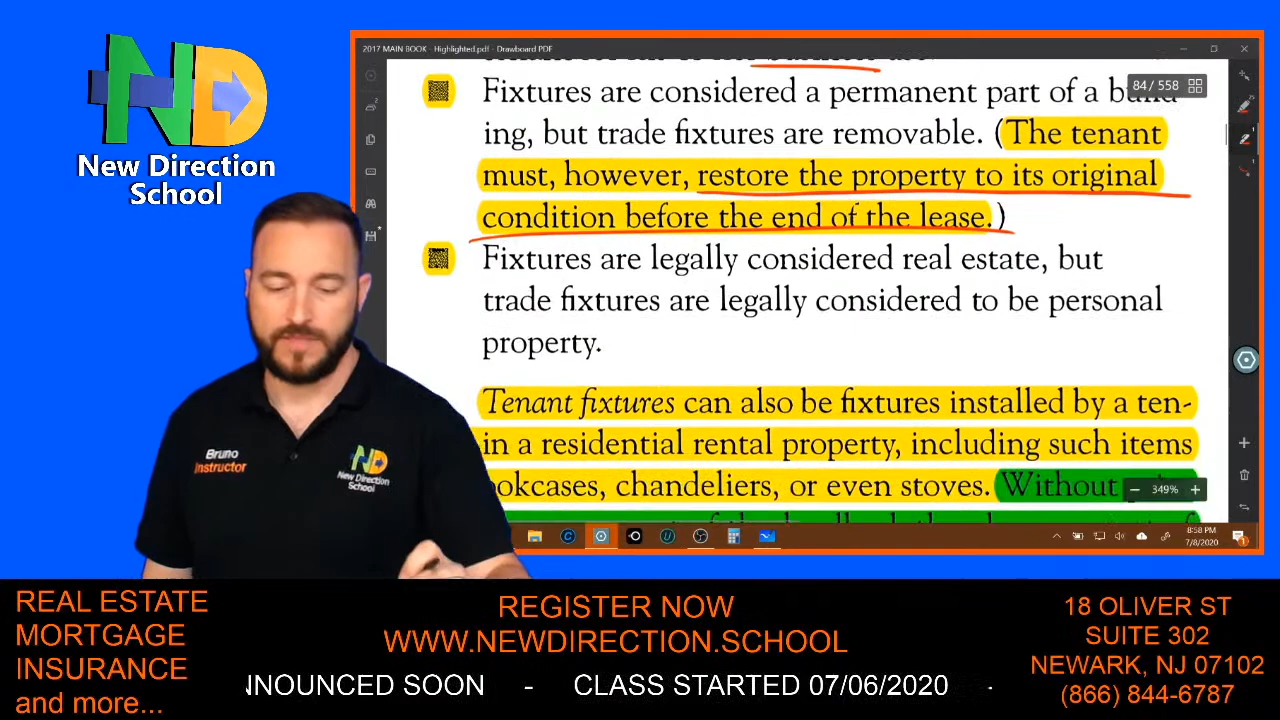 ND
New Direction
School
2017 MAIN BOOK - Highlighted.pdf - Drawboard PDF
84 / 558
Fixtures are considered a permanent part of a build
ing, but trade fixtures are removable. (The tenant
must, however, restore the property to its original
condition before the end of the lease.)
Fixtures are legally considered real estate, but
trade fixtures are legally considered to be personal
property.
Tenant fixtures can also be fixtures installed by a ten-
in a residential rental property, including such items
ookcases, chandeliers, or even stoves. Without
349%
8:58 PM
7/8/2020
Bruno
Instructor
ND
New Direction
School
REAL ESTATE
MORTGAGE
INSURANCE
and more...
REGISTER NOW
WWW.NEWDIRECTION.SCHOOL
NNOUNCED SOON - CLASS STARTED 07/06/2020 -
18 OLIVER ST
SUITE 302
NEWARK, NJ 07102
(866) 844-6787